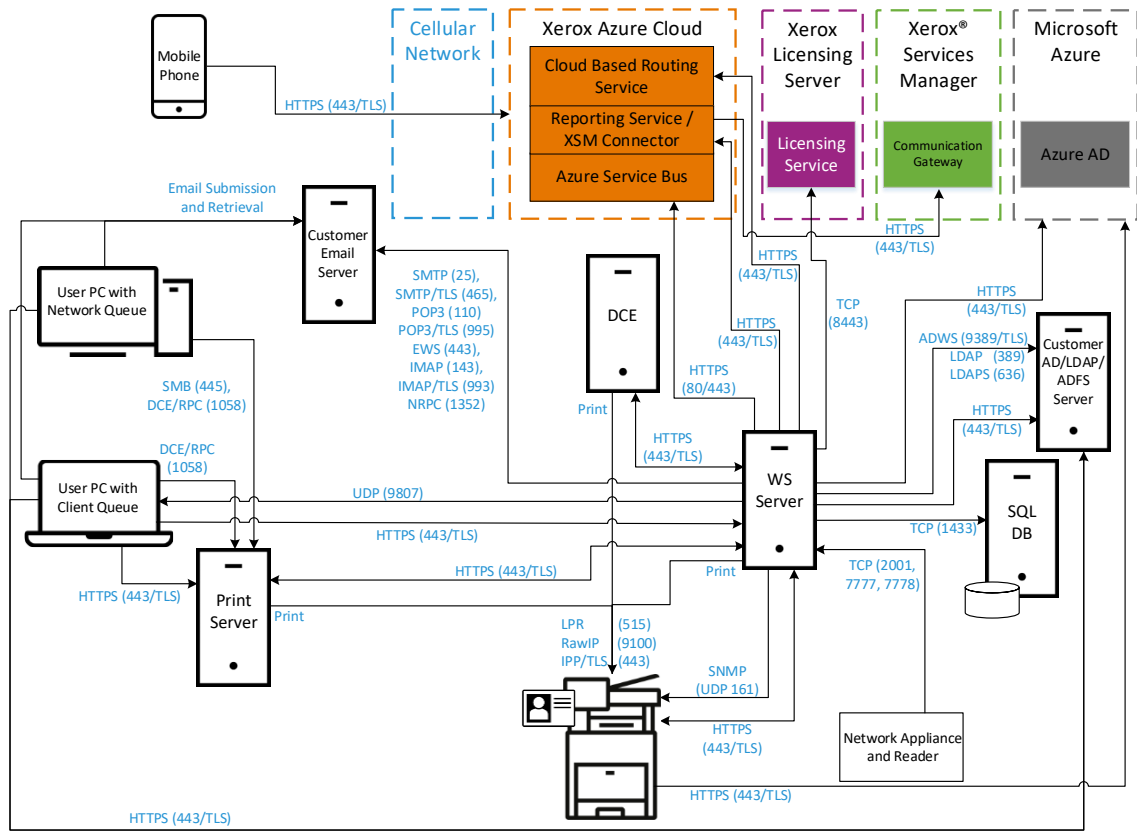 Mobile
Phone
HTTPS (443/TLS)
Cellular
Network
Xerox Azure Cloud
Cloud Based Routing
Service
Reporting Service /
XSM Connector
Azure Service Bus
Xerox
Licensing
Server
Licensing
Service
Xerox®
Services
Manager
Communication
Gateway
Microsoft
Azure
Azure AD
Email Submission
and Retrieval
Customer
Email
Server
User PC with
Network Queue
SMTP (25),
SMTP/TLS (465),
POP3 (110)
POP3/TLS (995)
EWS (443),
IMAP (143),
IMAP/TLS (993)
NRPC (1352)
DCE
Print
HTTPS
(443/TLS)
HTTPS
(443/TLS)
HTTPS
(443/TLS)
HTTPS
(80/443)
TCP
(8443)
HTTPS
(443/TLS)
ADWS (9389/TLS)
LDAP (389)
LDAPS (636)
HTTPS
(443/TLS)
Customer
AD/LDAP/
ADFS
Server
SMB (445),
DCE/RPC (1058)
DCE/RPC
(1058)
User PC with
Client Queue
UDP (9807)
HTTPS (443/TLS)
HTTPS
(443/TLS)
WS
Server
SQL
DB
TCP (1433)
HTTPS (443/TLS)
HTTPS (443/TLS)
Print
Server
Print
Print
TCP (2001,
7777, 7778)
LPR (515)
RawIP (9100)
IPP/TLS (443)
SNMP
(UDP 161)
HTTPS
(443/TLS)
Network Appliance
and Reader
HTTPS (443/TLS)
HTTPS (443/TLS)